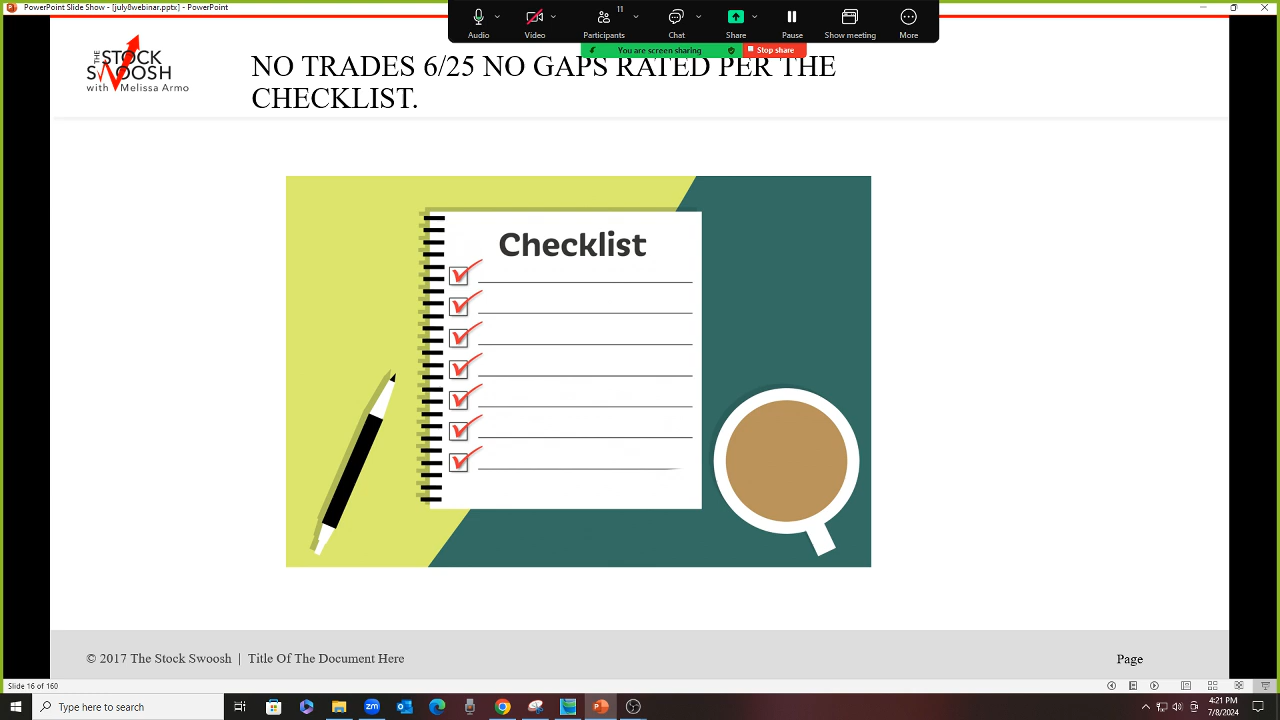 PowerPoint Slide Show - [july8webinar.pptx] - PowerPoint
11
Audio
Video
Participants
Chat
Share
Pause
Show meeting
More
You are screen sharing
Stop share
THE STOCK
SWOOSH
with Melissa Armo
NO TRADES 6/25 NO GAPS RATED PER THE
CHECKLIST.
Checklist
© 2017 The Stock Swoosh | Title Of The Document Here
Page
Slide 16 of 160
Type here to search
4:21 PM
7/8/2024